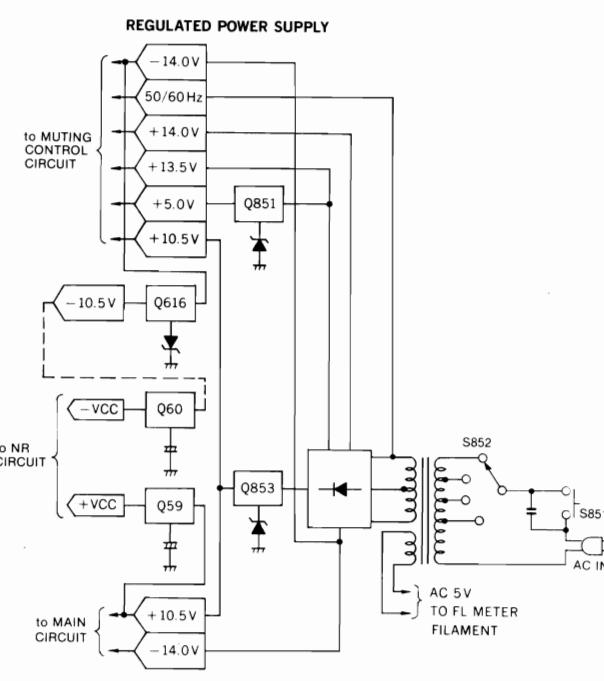 REGULATED POWER SUPPLY
−14.0V
50/60Hz
+14.0V
to MUTING
CONTROL
CIRCUIT
+13.5V
+5.0V
Q851
+10.5V
−10.5V
Q616
−VCC
Q60
to NR
CIRCUIT
S852
Q853
+VCC
Q59
S851
AC IN
AC 5V
TO FL METER
FILAMENT
+10.5V
to MAIN
CIRCUIT
−14.0V